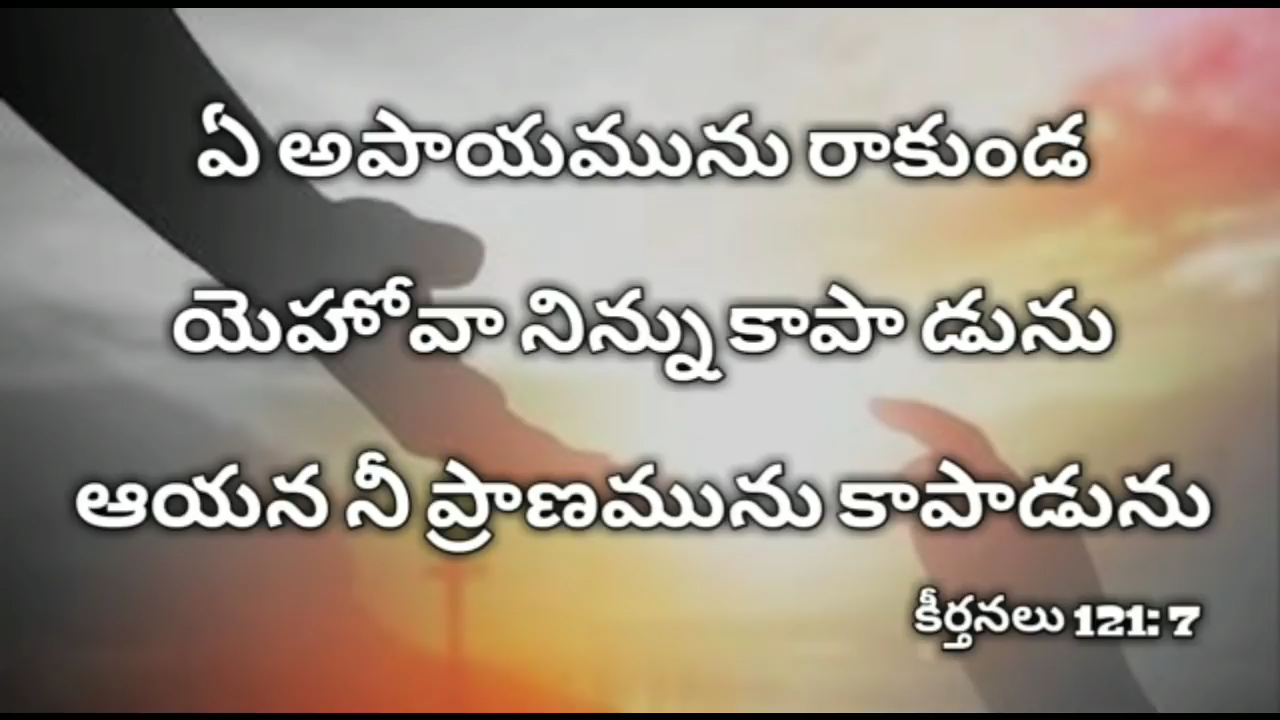 ఏ అపాయమును రాకుండ
యెహోవా నిన్ను కాపా డును
ఆయన నీ ప్రాణమును కాపాడును
కీర్తనలు 121: 7